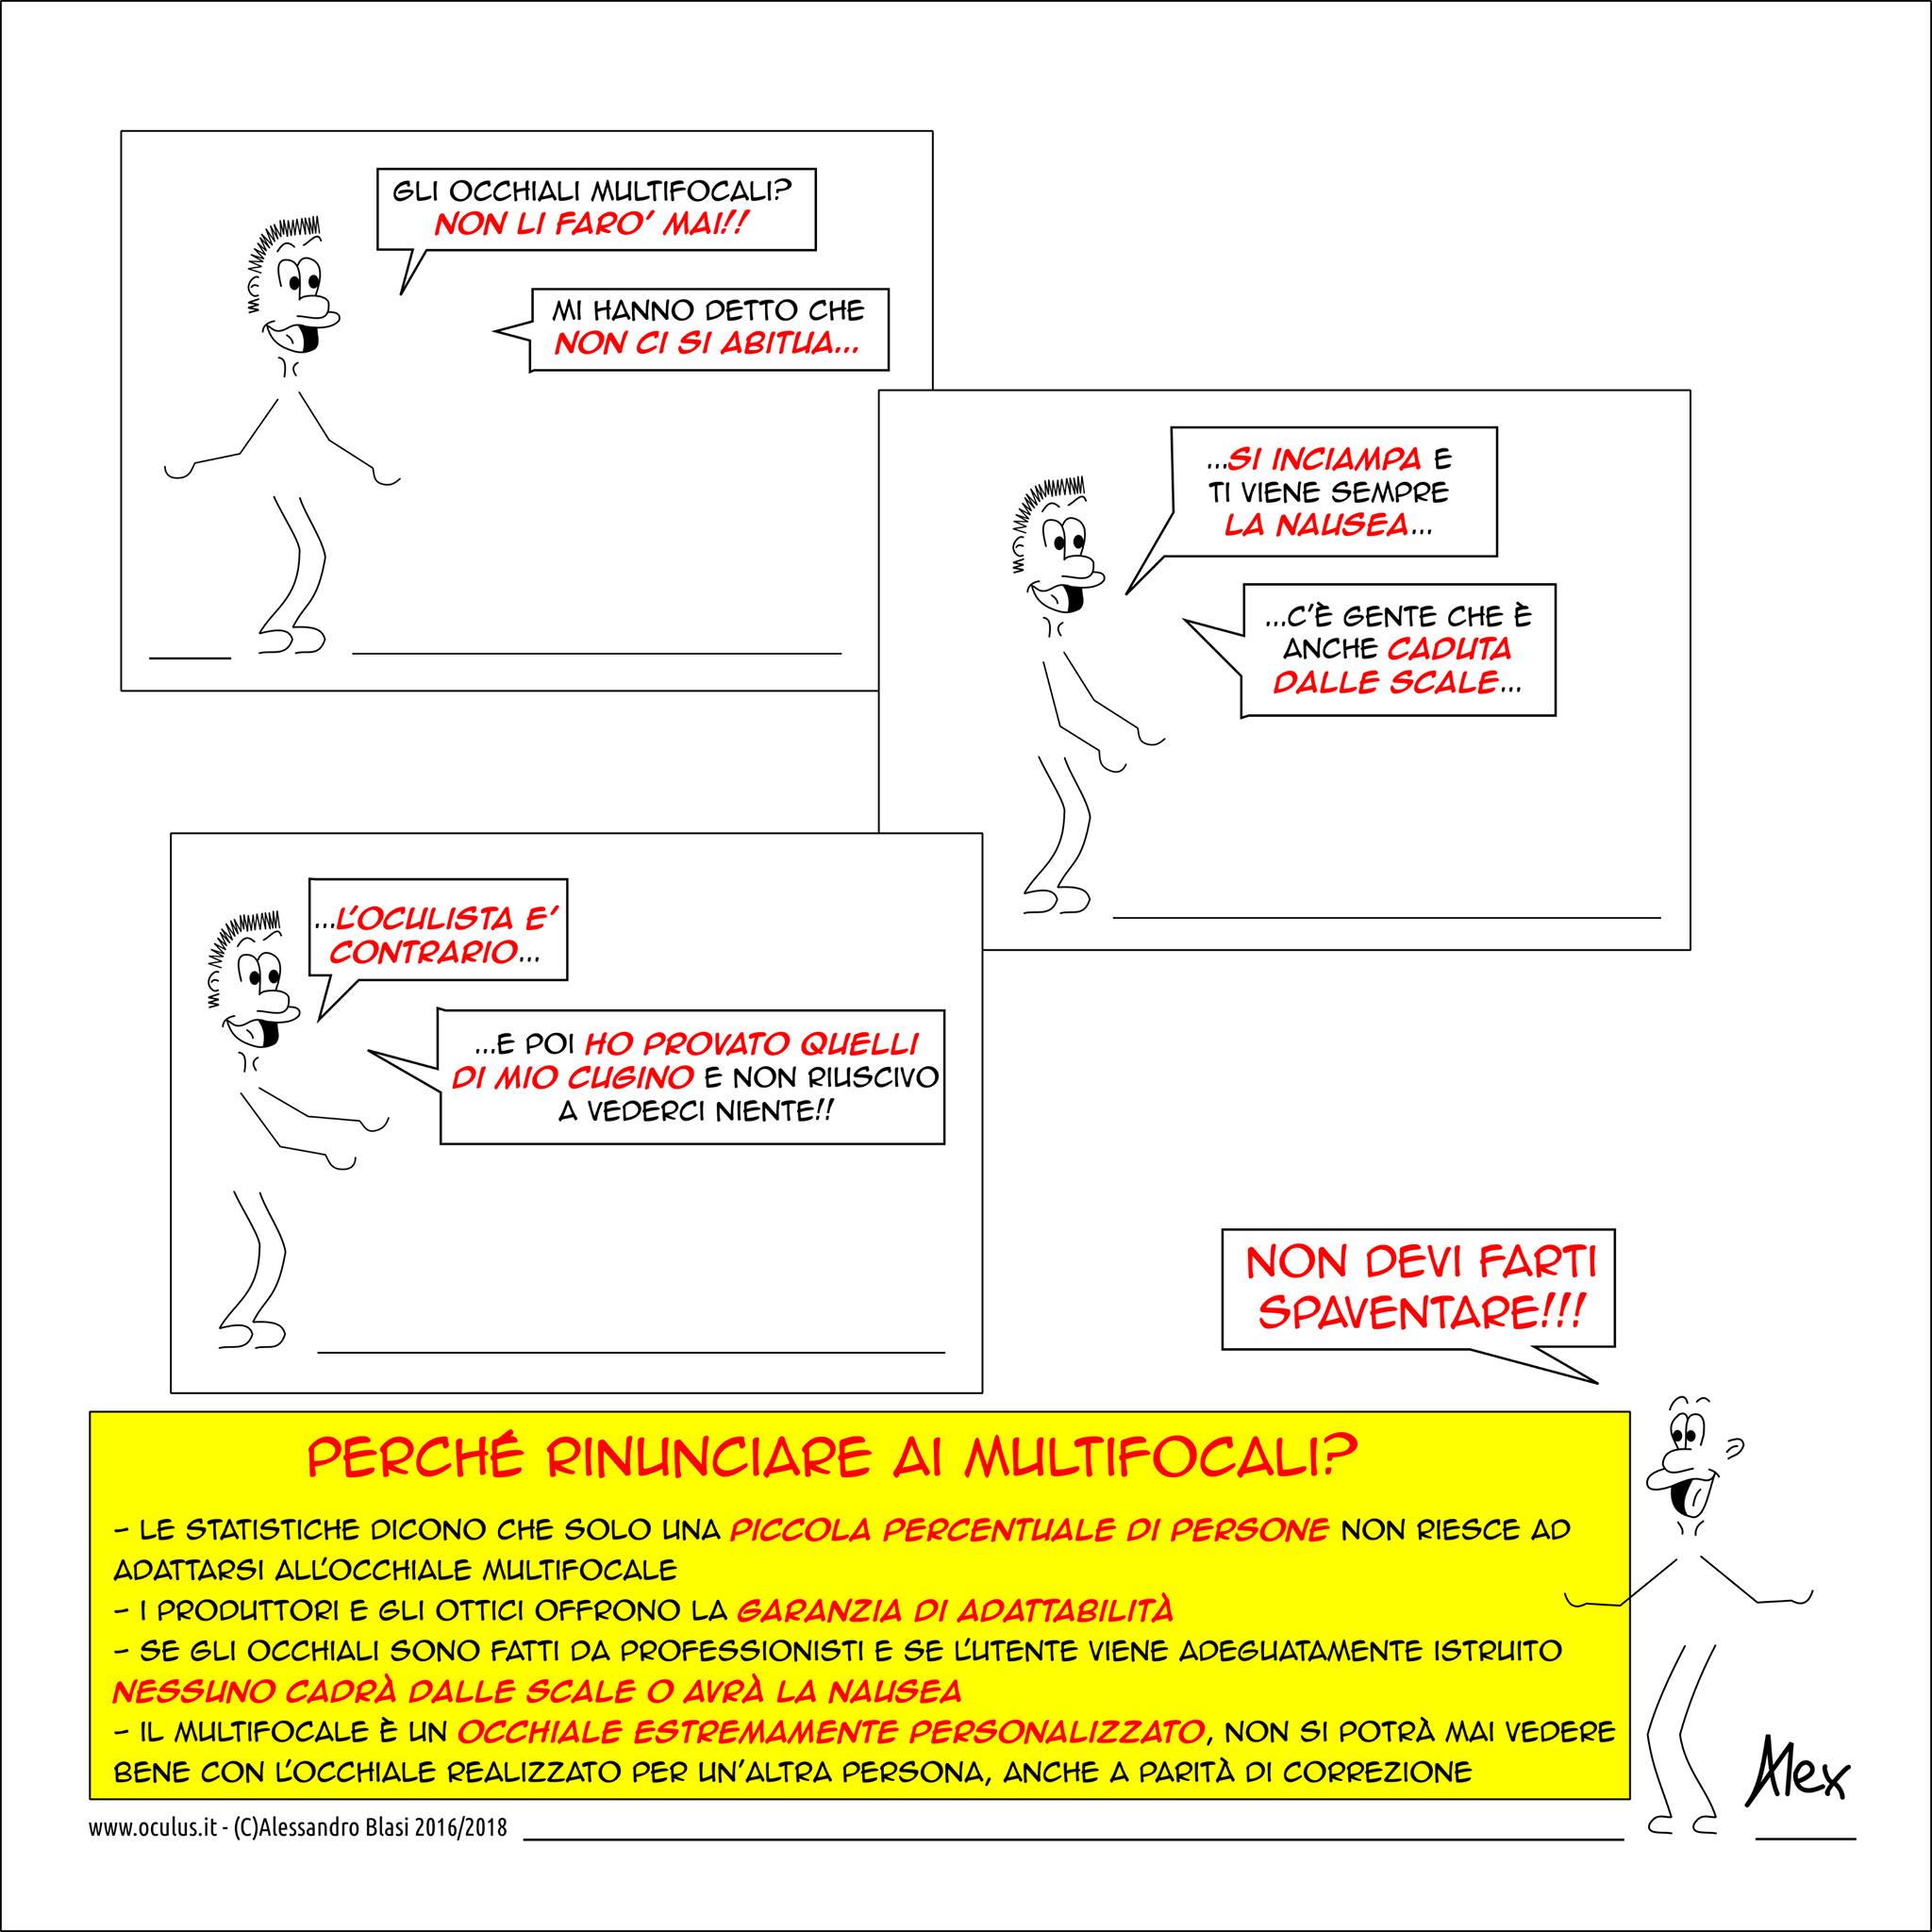 GLI OCCHIALI MULTIFOCALI?
NON LI FARO' MAI!!
MI HANNO DETTO CHE
NON CI SI ABITUA...
...SI INCIAMPA E
TI VIENE SEMPRE
LA NAUSEA...
...C'È GENTE CHE È
ANCHE CADUTA
DALLE SCALE...
...L'OCULISTA E'
CONTRARIO...
...E POI HO PROVATO QUELLI
DI MIO CUGINO E NON RIUSCIVO
A VEDERCI NIENTE!!
NON DEVI FARTI
SPAVENTARE!!!
PERCHÉ RINUNCIARE AI MULTIFOCALI?
- LE STATISTICHE DICONO CHE SOLO UNA PICCOLA PERCENTUALE DI PERSONE NON RIESCE AD
ADATTARSI ALL'OCCHIALE MULTIFOCALE
- I PRODUTTORI E GLI OTTICI OFFRONO LA GARANZIA DI ADATTABILITÀ
- SE GLI OCCHIALI SONO FATTI DA PROFESSIONISTI E SE L'UTENTE VIENE ADEGUATAMENTE ISTRUITO
NESSUNO CADRÀ DALLE SCALE O AVRÀ LA NAUSEA
- IL MULTIFOCALE È UN OCCHIALE ESTREMAMENTE PERSONALIZZATO, NON SI POTRÀ MAI VEDERE
BENE CON L'OCCHIALE REALIZZATO PER UN'ALTRA PERSONA, ANCHE A PARITÀ DI CORREZIONE
Alex
www.oculus.it - (C)Alessandro Blasi 2016/2018